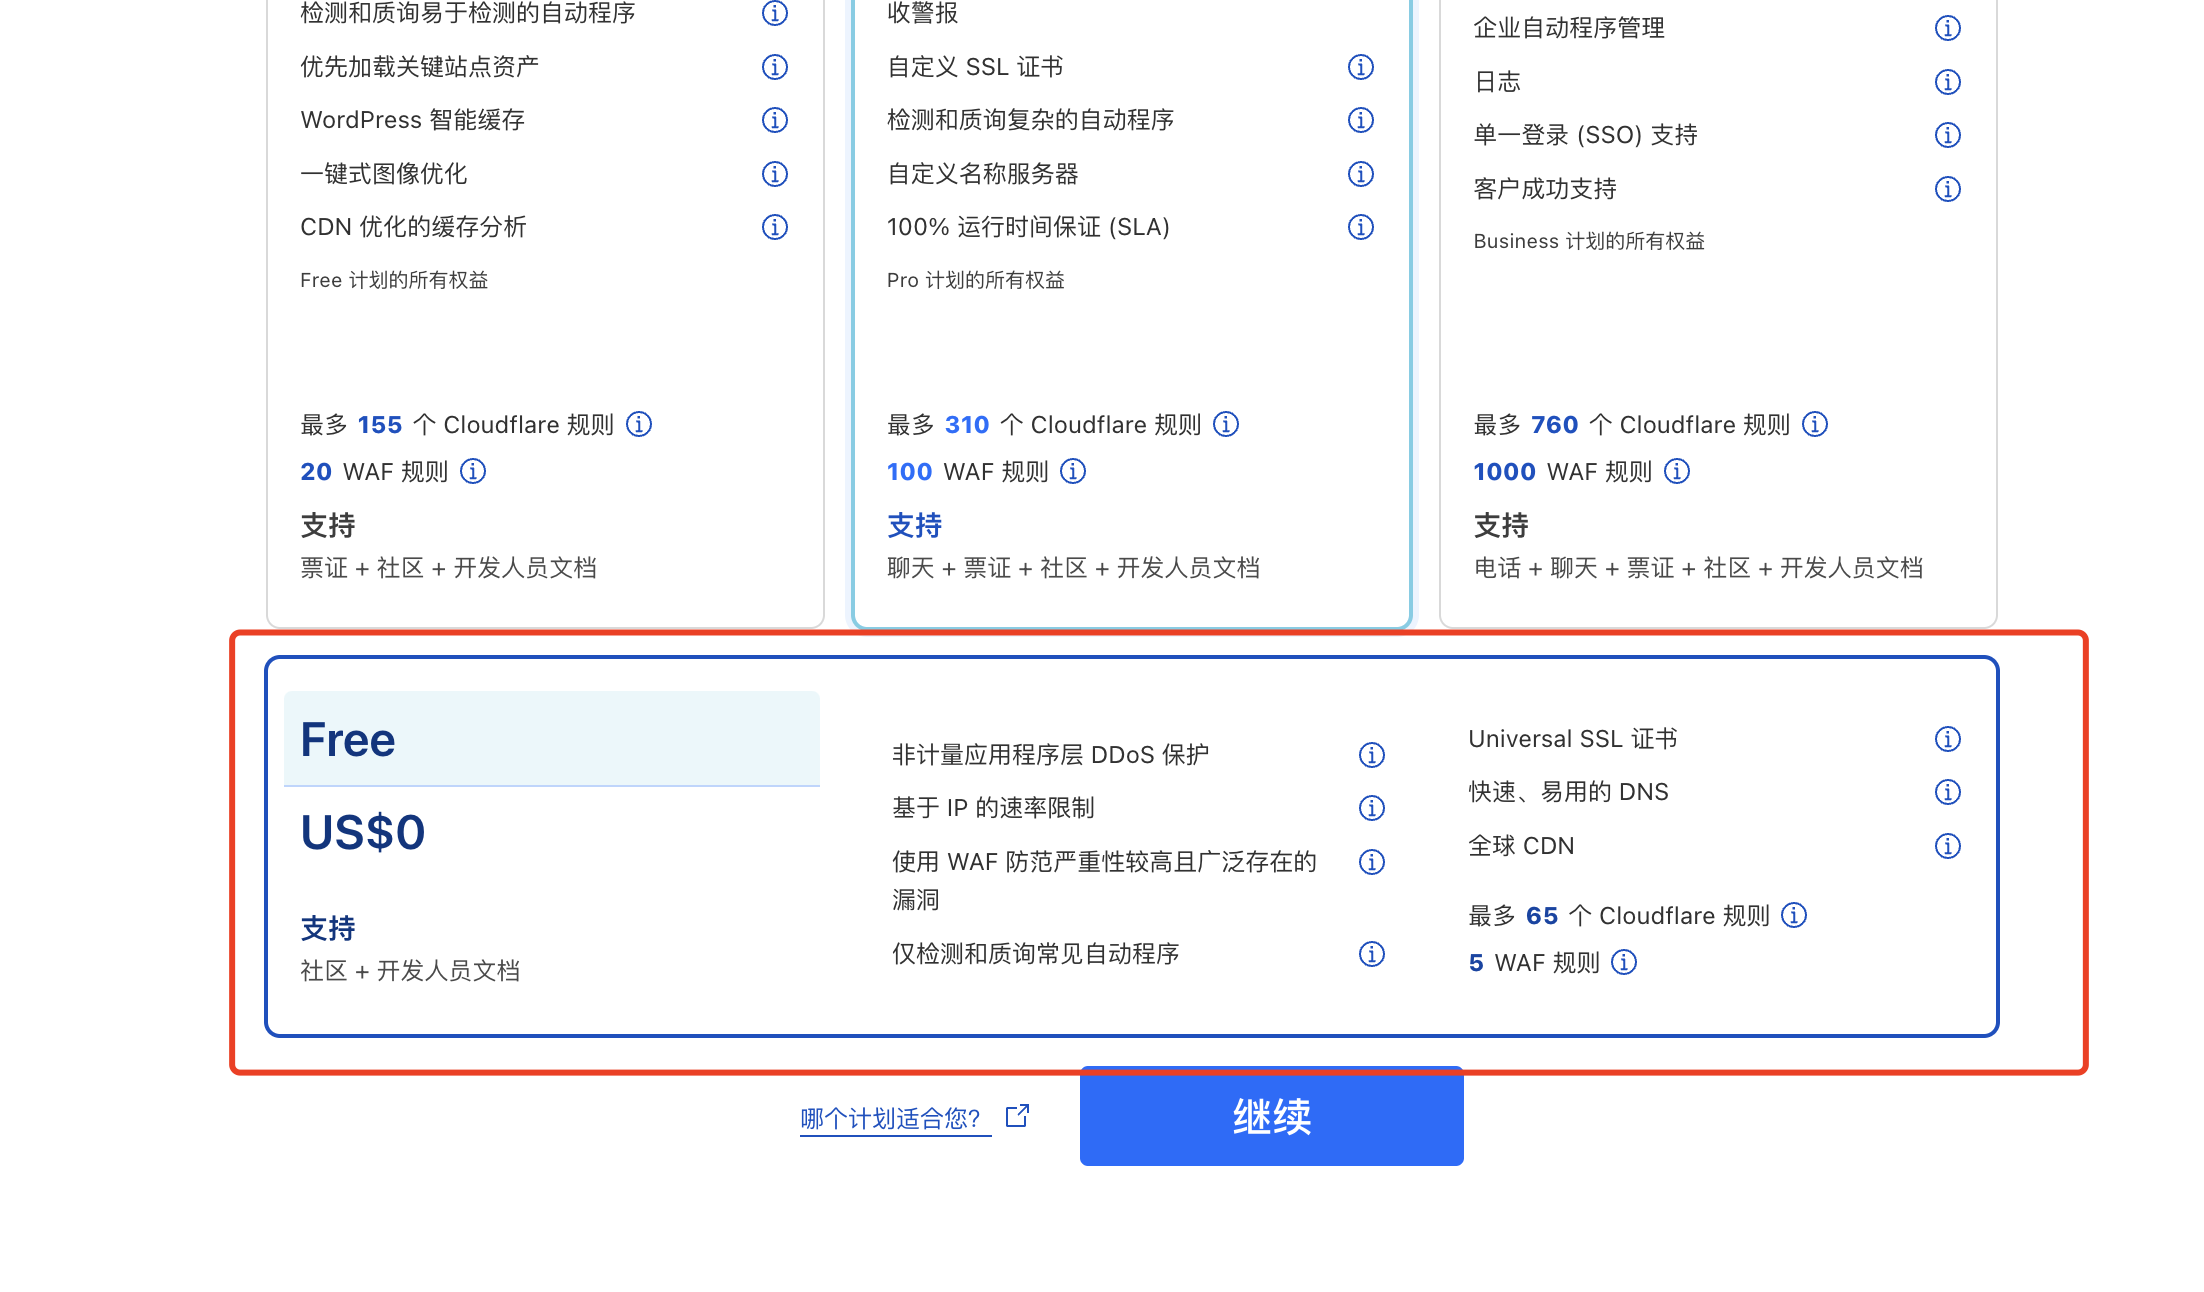 检测和质询易于检测的自动程序
优先加载关键站点资产
WordPress 智能缓存
一键式图像优化
CDN 优化的缓存分析
Free 计划的所有权益
最多 155 个 Cloudflare 规则
20 WAF 规则
支持
票证 + 社区 + 开发人员文档
收警报
自定义 SSL 证书
检测和质询复杂的自动程序
自定义名称服务器
100% 运行时间保证 (SLA)
Pro 计划的所有权益
最多 310 个 Cloudflare 规则
100 WAF 规则
支持
聊天 + 票证 + 社区 + 开发人员文档
企业自动程序管理
日志
单一登录 (SSO) 支持
客户成功支持
Business 计划的所有权益
最多 760 个 Cloudflare 规则
1000 WAF 规则
支持
电话 + 聊天 + 票证 + 社区 + 开发人员文档
Free
US$0
支持
社区 + 开发人员文档
非计量应用程序层 DDoS 保护
基于 IP 的速率限制
使用 WAF 防范严重性较高且广泛存在的
漏洞
仅检测和质询常见自动程序
Universal SSL 证书
快速、易用的 DNS
全球 CDN
最多 65 个 Cloudflare 规则
5 WAF 规则
哪个计划适合您?
继续